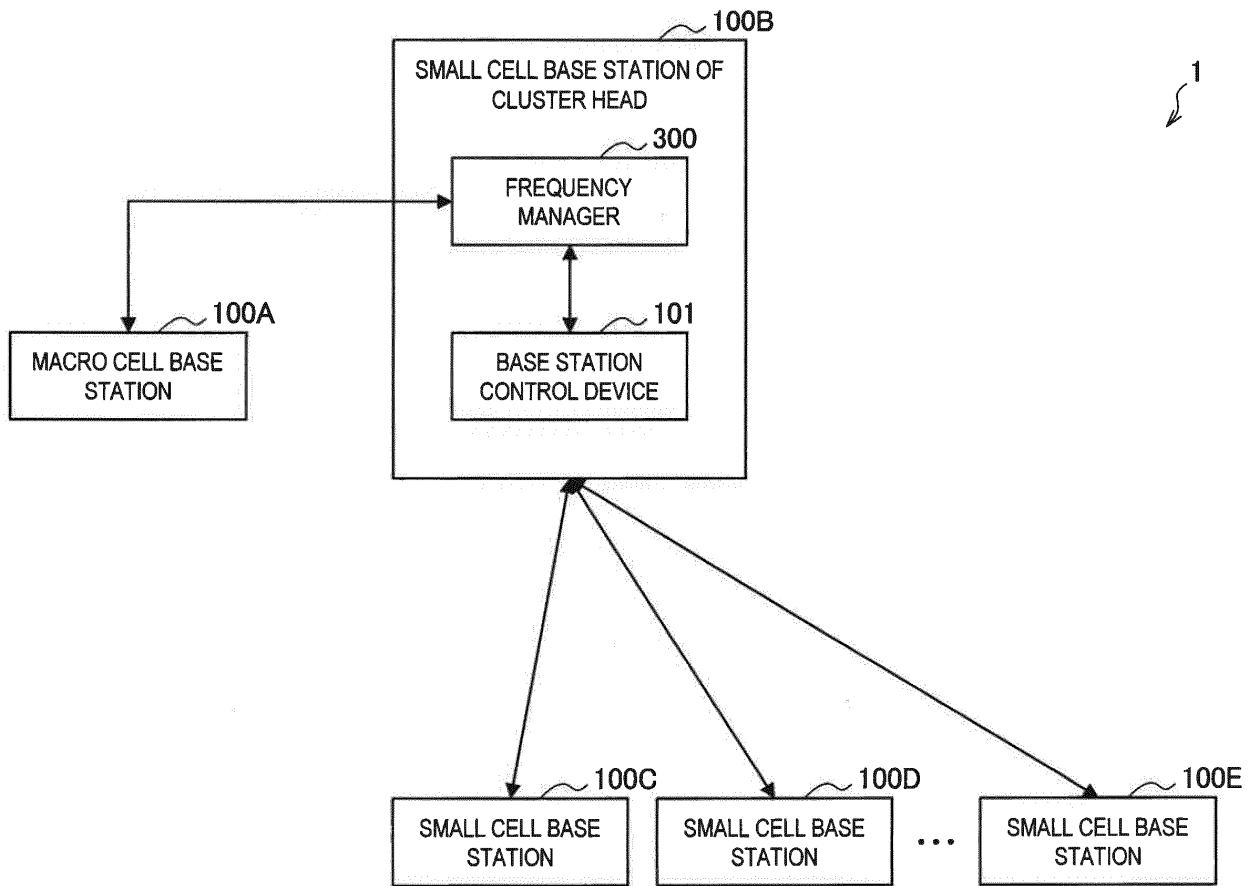 100B
SMALL CELL BASE STATION OF
CLUSTER HEAD
1
300
FREQUENCY
MANAGER
100A
MACRO CELL BASE
STATION
101
BASE STATION
CONTROL DEVICE
100C
SMALL CELL BASE
STATION
100D
SMALL CELL BASE
STATION
...
100E
SMALL CELL BASE
STATION